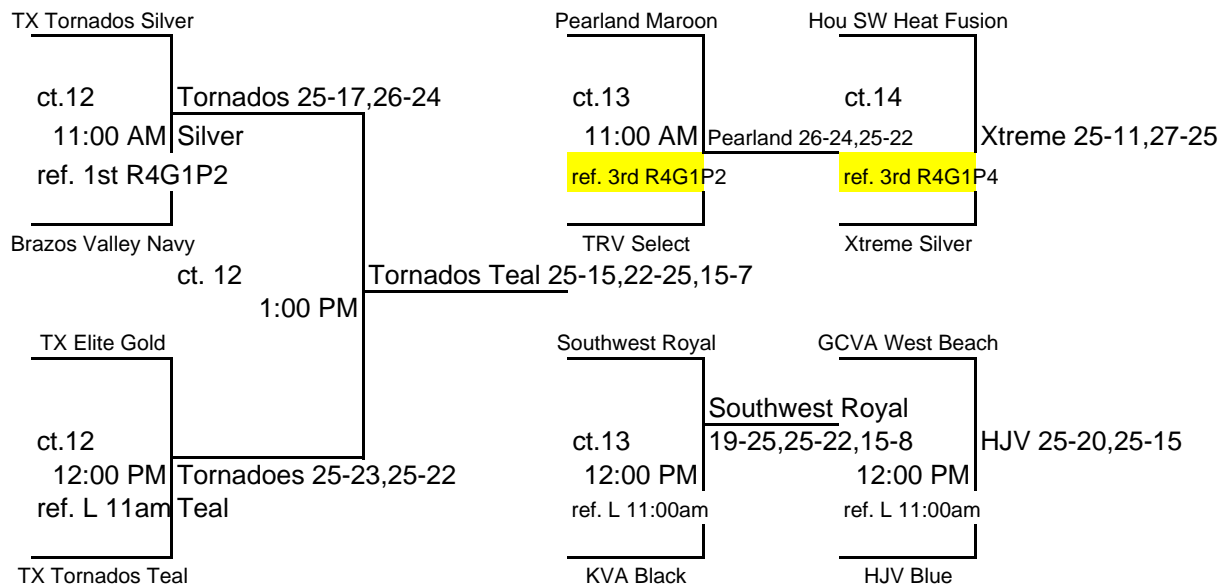 TX Tornados Silver
ct.12
Tornados 25-17,26-24
11:00 AM Silver
ref. 1st R4G1P2
Brazos Valley Navy
ct. 12
1:00 PM
Tornados Teal 25-15,22-25,15-7
TX Elite Gold
ct.12
12:00 PM Tornadoes 25-23,25-22
ref. L 11am Teal
TX Tornados Teal
Pearland Maroon
ct.13
11:00 AM Pearland 26-24,25-22
ref. 3rd R4G1P2
TRV Select
Hou SW Heat Fusion
ct.14
Xtreme 25-11,27-25
ref. 3rd R4G1P4
Xtreme Silver
Southwest Royal
Southwest Royal
ct.13
19-25,25-22,15-8
12:00 PM
ref. L 11:00am
KVA Black
GCVA West Beach
HJV 25-20,25-15
12:00 PM
ref. L 11:00am
HJV Blue